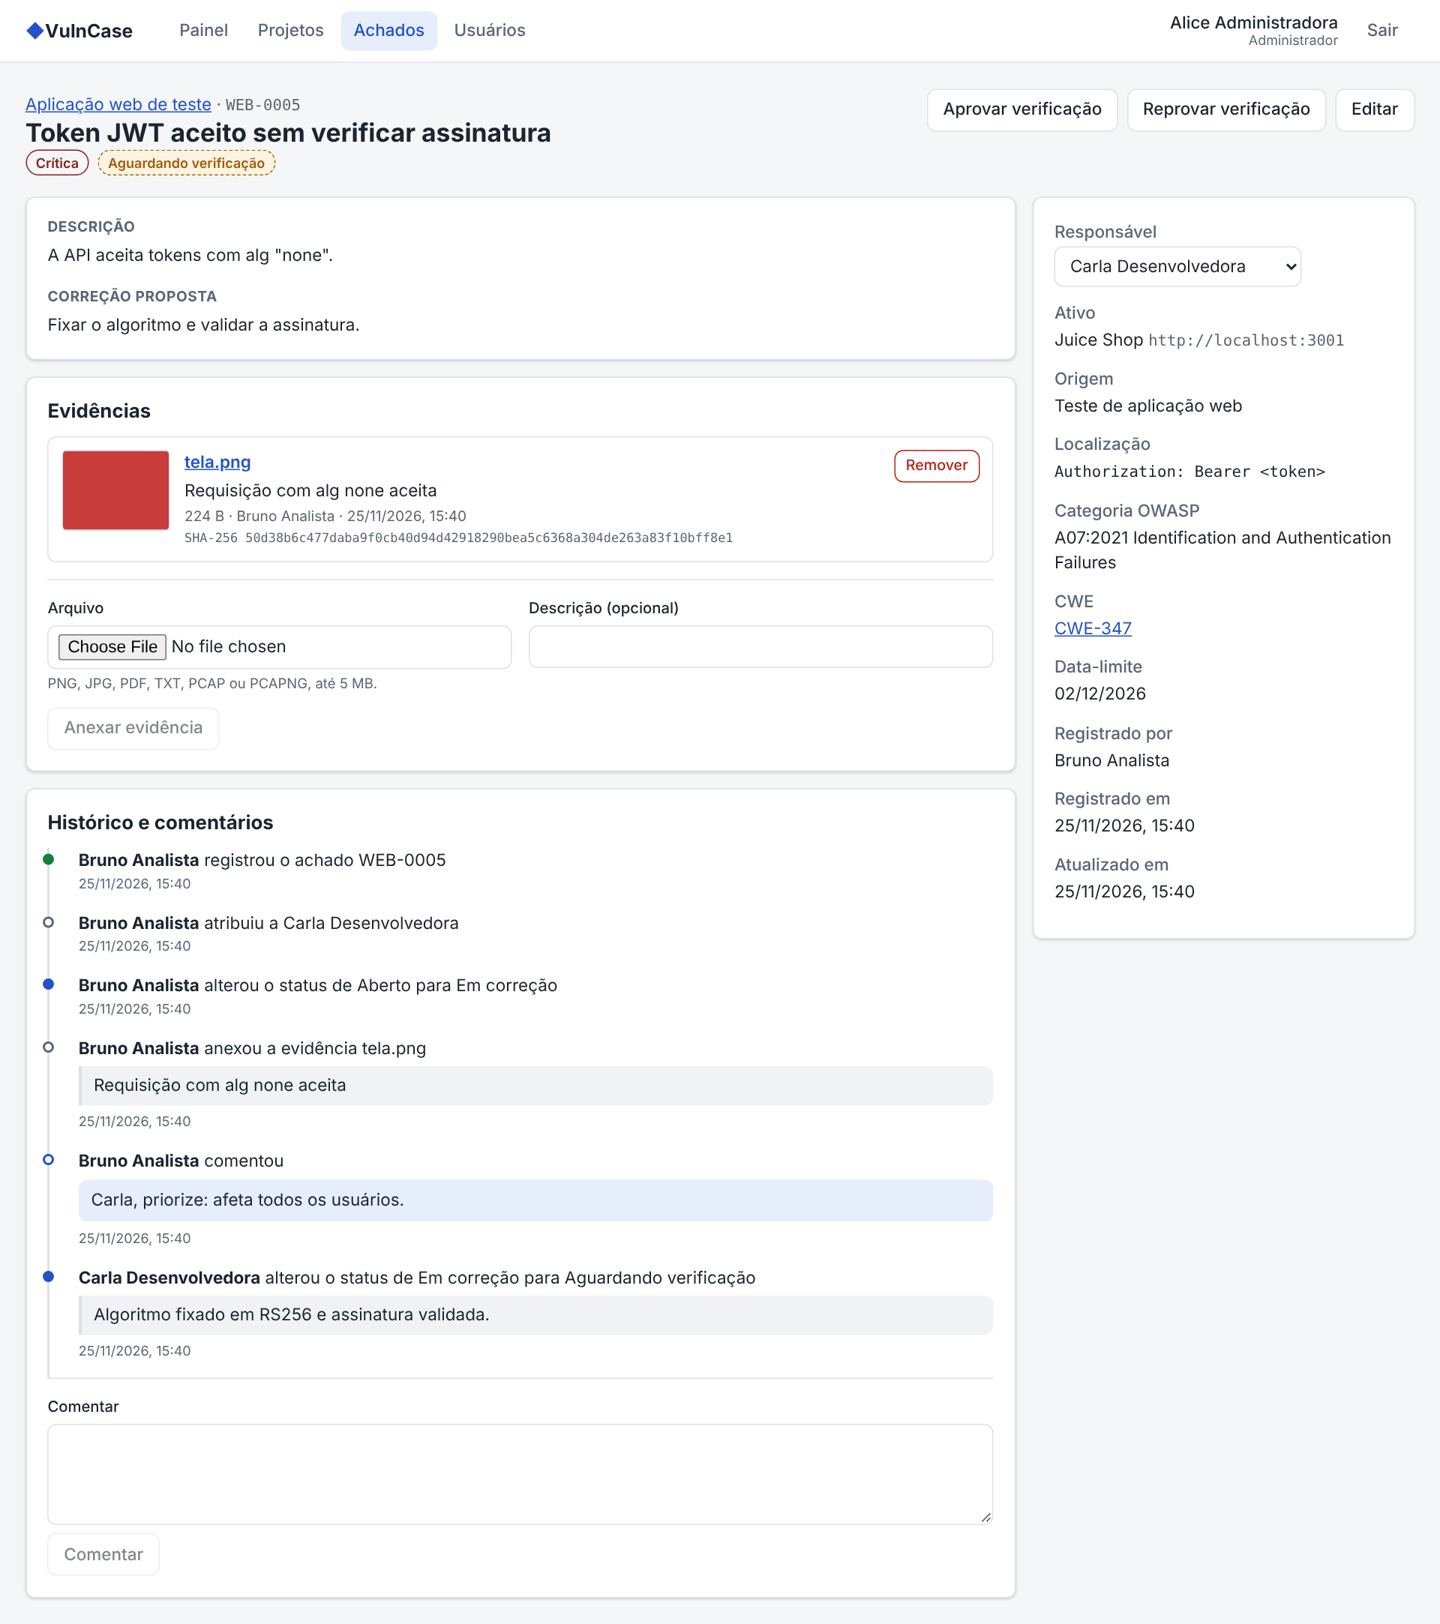 VulnCase
Painel
Projetos
Achados
Usuários
Alice Administradora
Administrador
Sair
Aplicação web de teste · WEB-0005
Token JWT aceito sem verificar assinatura
Crítica
Aguardando verificação
Aprovar verificação
Reprovar verificação
Editar
DESCRIÇÃO
A API aceita tokens com alg "none".
CORREÇÃO PROPOSTA
Fixar o algoritmo e validar a assinatura.
Evidências
tela.png
Remover
Requisição com alg none aceita
224 B · Bruno Analista · 25/11/2026, 15:40
SHA-256 50d38b6c477daba9f0cb40d94d42918290bea5c6368a304de263a83f10bff8e1
Arquivo
Descrição (opcional)
Choose File No file chosen
PNG, JPG, PDF, TXT, PCAP ou PCAPNG, até 5 MB.
Anexar evidência
Histórico e comentários
Bruno Analista registrou o achado WEB-0005
25/11/2026, 15:40
Bruno Analista atribuiu a Carla Desenvolvedora
25/11/2026, 15:40
Bruno Analista alterou o status de Aberto para Em correção
25/11/2026, 15:40
Bruno Analista anexou a evidência tela.png
Requisição com alg none aceita
25/11/2026, 15:40
Bruno Analista comentou
Carla, priorize: afeta todos os usuários.
25/11/2026, 15:40
Carla Desenvolvedora alterou o status de Em correção para Aguardando verificação
Algoritmo fixado em RS256 e assinatura validada.
25/11/2026, 15:40
Comentar
Comentar
Responsável
Carla Desenvolvedora
Ativo
Juice Shop http://localhost:3001
Origem
Teste de aplicação web
Localização
Authorization: Bearer <token>
Categoria OWASP
A07:2021 Identification and Authentication
Failures
CWE
CWE-347
Data-limite
02/12/2026
Registrado por
Bruno Analista
Registrado em
25/11/2026, 15:40
Atualizado em
25/11/2026, 15:40